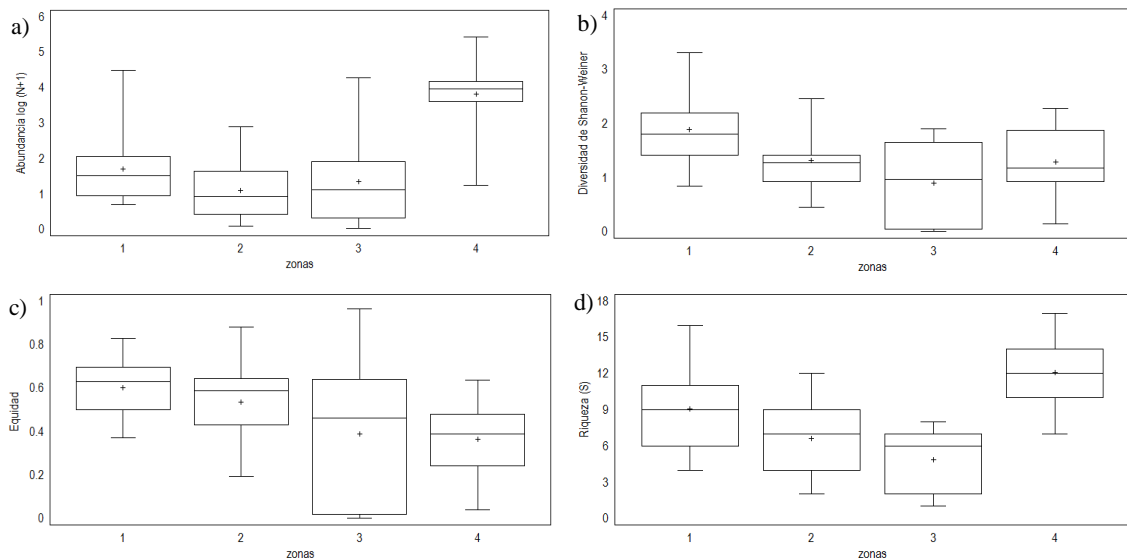 a)
Abundancia log (N+1)
6
5
4
3
2
1
0
1 2 3 4
zonas
b)
Diversidad de Shanon-Weiner
4
3
2
1
0
1 2 3 4
zonas
c)
Equidad
1
0.8
0.6
0.4
0.2
0
1 2 3 4
zonas
d)
Riqueza (S)
18
15
12
9
6
3
0
1 2 3 4
zonas